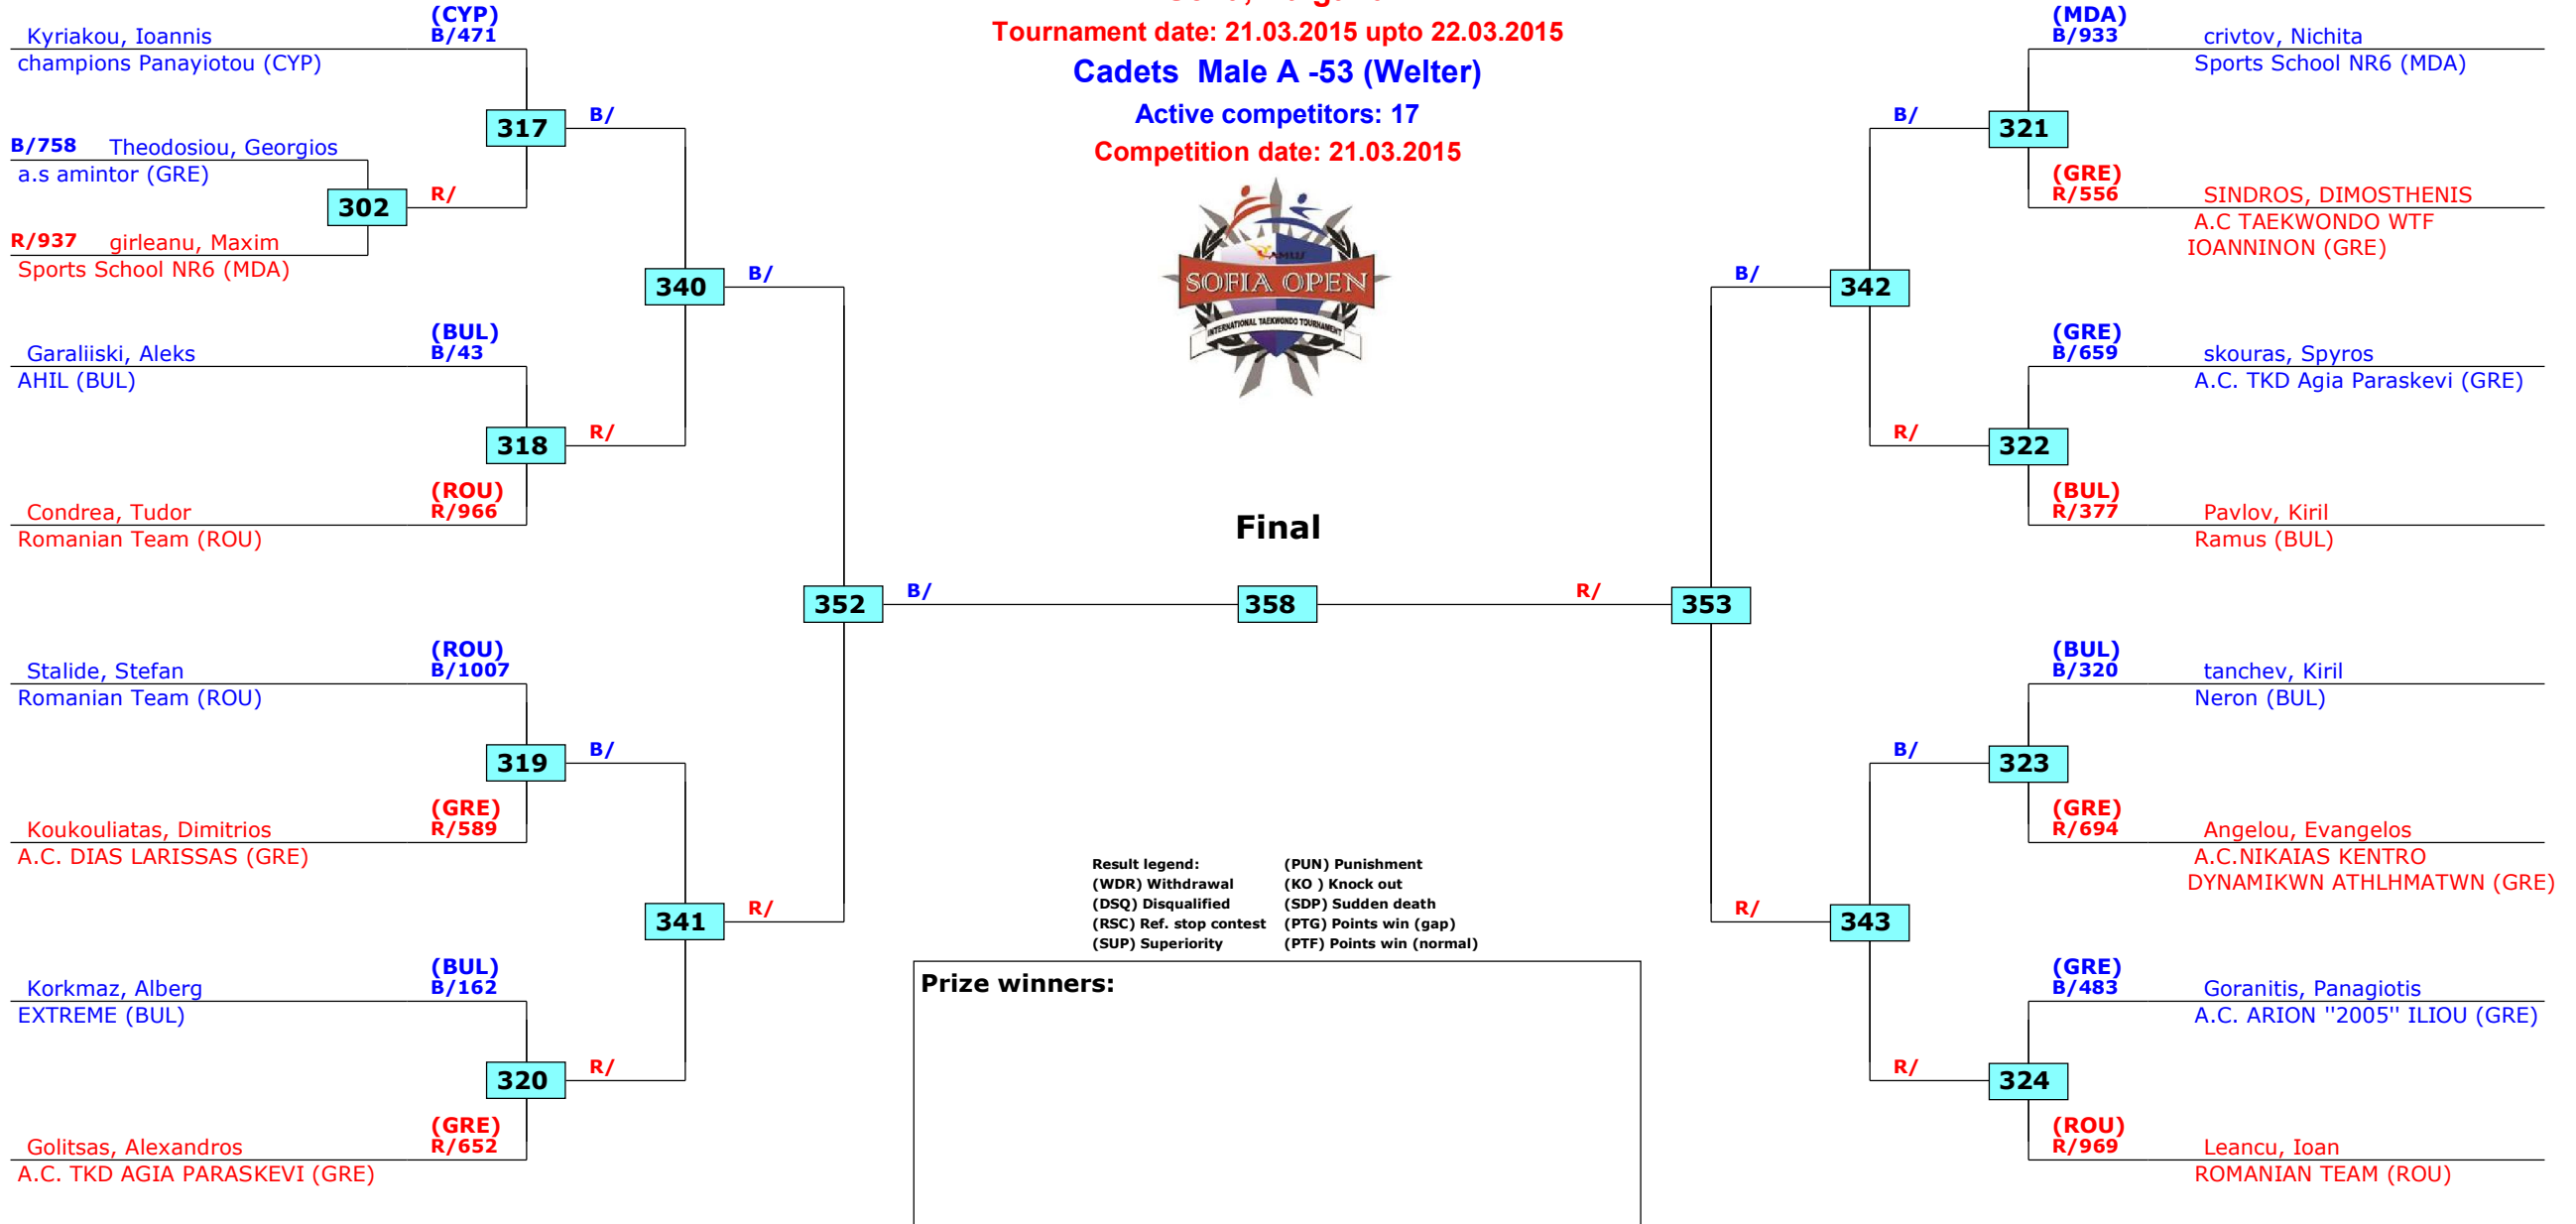 Tournament date: 21.03.2015 upto 22.03.2015
Cadets Male A -53 (Welter)
Active competitors: 17
Competition date: 21.03.2015
SOFIA OPEN
INTERNATIONAL TAEKWONDO TOURNAMENT
(CYP)
Kyriakou, Ioannis B/471
champions Panayiotou (CYP)
317 B/
B/758 Theodosiou, Georgios
a.s amintor (GRE)
302 R/
R/937 girleanu, Maxim
Sports School NR6 (MDA)
340 B/
(BUL)
Garaliiski, Aleks B/43
AHIL (BUL)
318 R/
(ROU)
Condrea, Tudor R/966
Romanian Team (ROU)
352 B/
(ROU)
Stalide, Stefan B/1007
Romanian Team (ROU)
319 B/
(GRE)
Koukouliatas, Dimitrios R/589
A.C. DIAS LARISSAS (GRE)
341 R/
(BUL)
Korkmaz, Alberg B/162
EXTREME (BUL)
320 R/
(GRE)
Golitsas, Alexandros R/652
A.C. TKD AGIA PARASKEVI (GRE)
Final
358
R/ 353
(MDA)
B/933 crivtov, Nichita
Sports School NR6 (MDA)
B/ 321
(GRE)
R/556 SINDROS, DIMOSTHENIS
A.C TAEKWONDO WTF
IOANNINON (GRE)
B/ 342
(GRE)
B/659 skouras, Spyros
A.C. TKD Agia Paraskevi (GRE)
R/ 322
(BUL)
R/377 Pavlov, Kiril
Ramus (BUL)
(BUL)
B/320 tanchev, Kiril
Neron (BUL)
B/ 323
(GRE)
R/694 Angelou, Evangelos
A.C.NIKAIAS KENTRO
DYNAMIKWN ATHLHMATWN (GRE)
R/ 343
(GRE)
B/483 Goranitis, Panagiotis
A.C. ARION "2005" ILIOU (GRE)
R/ 324
(ROU)
R/969 Leancu, Ioan
ROMANIAN TEAM (ROU)
Result legend: (PUN) Punishment
(WDR) Withdrawal (KO ) Knock out
(DSQ) Disqualified (SDP) Sudden death
(RSC) Ref. stop contest (PTG) Points win (gap)
(SUP) Superiority (PTF) Points win (normal)
Prize winners: